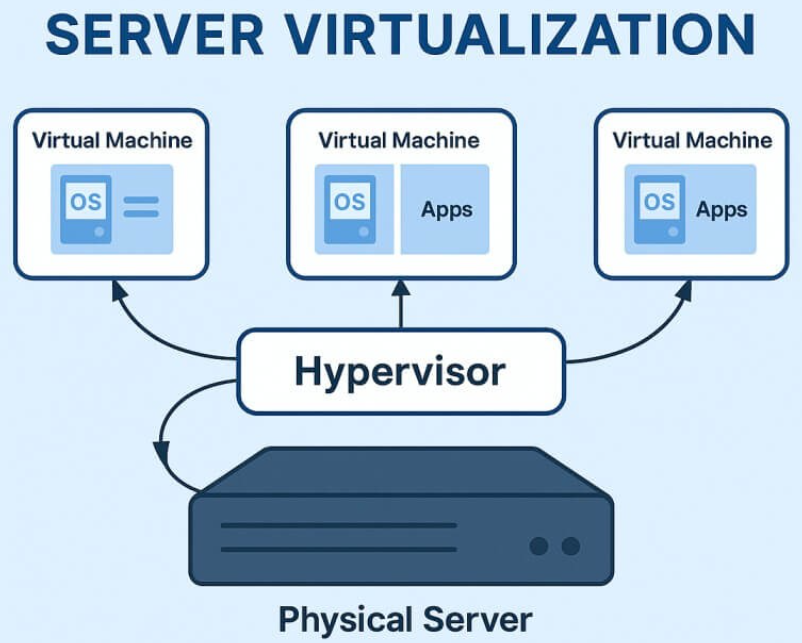 SERVER VIRTUALIZATION
Virtual Machine
OS
Virtual Machine
OS
Apps
Virtual Machine
OS
Apps
Hypervisor
Physical Server